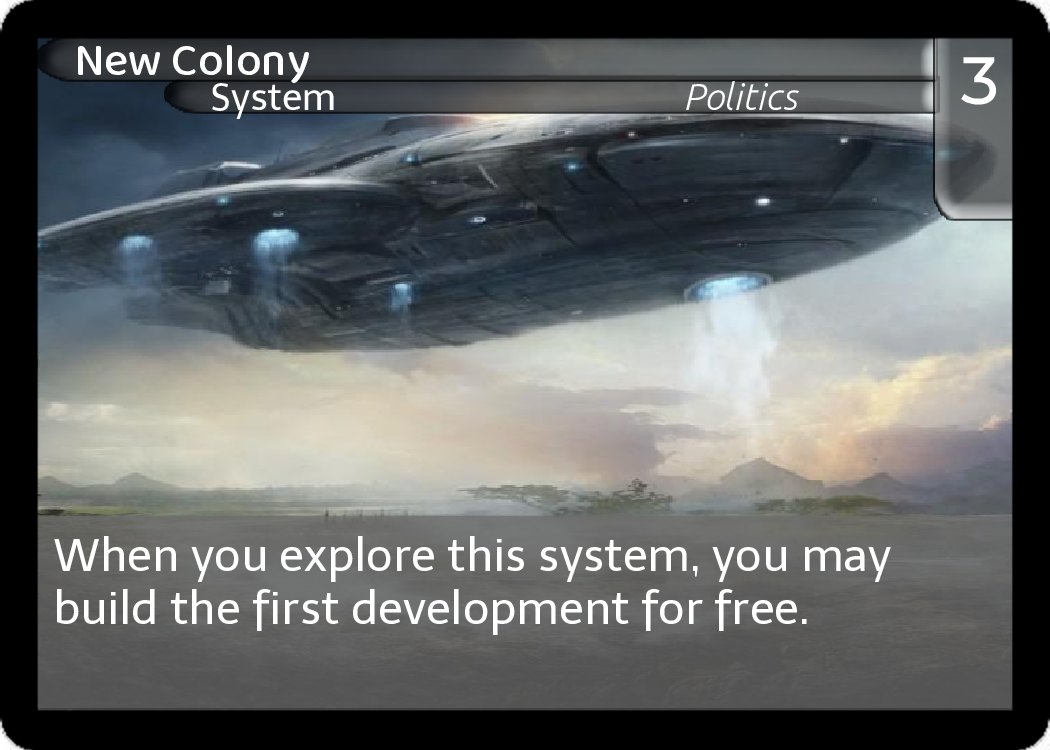 New Colony
3
System Politics
When you explore this system, you may
build the first development for free.